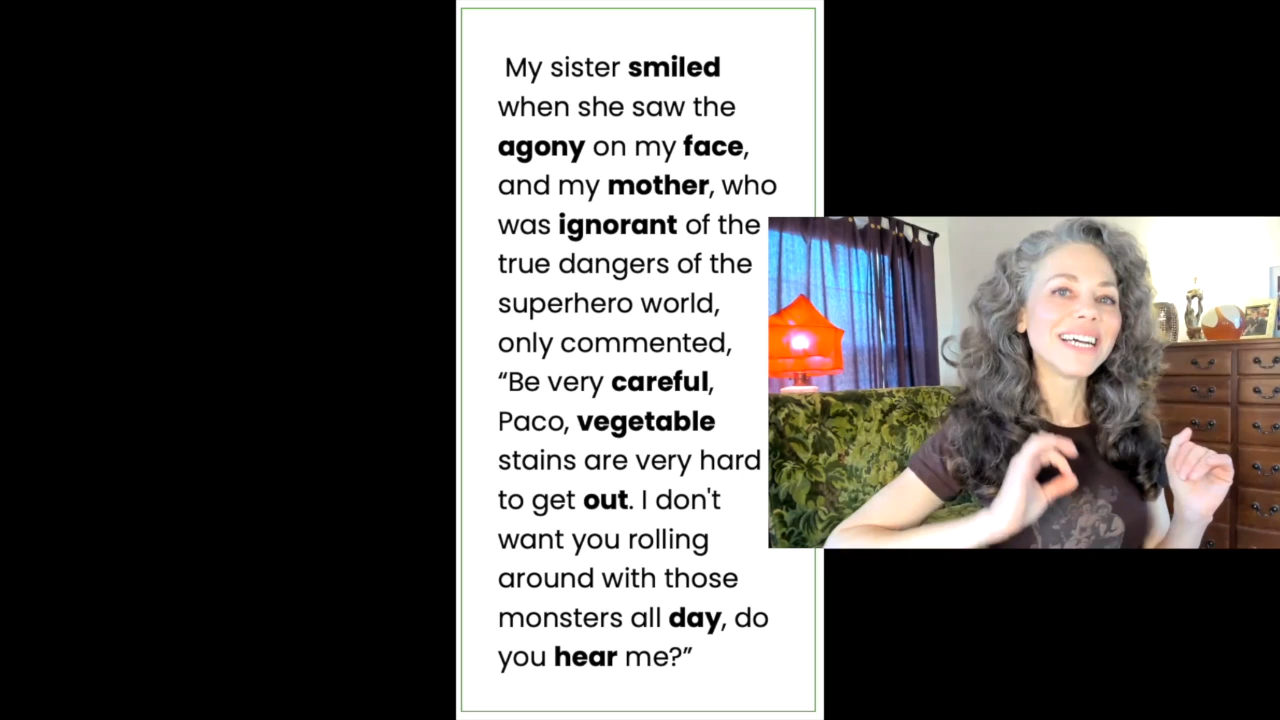 My sister smiled
when she saw the
agony on my face,
and my mother, who
was ignorant of the
true dangers of the
superhero world,
only commented,
“Be very careful,
Paco, vegetable
stains are very hard
to get out. I don't
want you rolling
around with those
monsters all day, do
you hear me?”